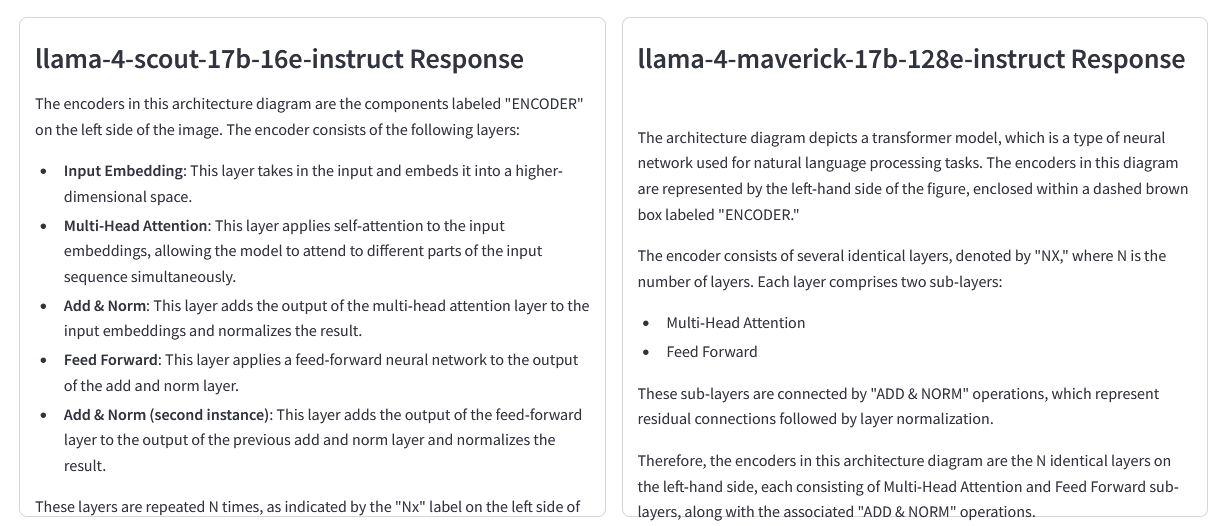 llama-4-scout-17b-16e-instruct Response
The encoders in this architecture diagram are the components labeled "ENCODER"
on the left side of the image. The encoder consists of the following layers:
• Input Embedding: This layer takes in the input and embeds it into a higher-
dimensional space.
• Multi-Head Attention: This layer applies self-attention to the input
embeddings, allowing the model to attend to different parts of the input
sequence simultaneously.
• Add & Norm: This layer adds the output of the multi-head attention layer to the
input embeddings and normalizes the result.
• Feed Forward: This layer applies a feed-forward neural network to the output
of the add and norm layer.
• Add & Norm (second instance): This layer adds the output of the feed-forward
layer to the output of the previous add and norm layer and normalizes the
result.
These layers are repeated N times, as indicated by the "Nx" label on the left side of
llama-4-maverick-17b-128e-instruct Response
The architecture diagram depicts a transformer model, which is a type of neural
network used for natural language processing tasks. The encoders in this diagram
are represented by the left-hand side of the figure, enclosed within a dashed brown
box labeled "ENCODER."
The encoder consists of several identical layers, denoted by "NX," where N is the
number of layers. Each layer comprises two sub-layers:
• Multi-Head Attention
• Feed Forward
These sub-layers are connected by "ADD & NORM" operations, which represent
residual connections followed by layer normalization.
Therefore, the encoders in this architecture diagram are the N identical layers on
the left-hand side, each consisting of Multi-Head Attention and Feed Forward sub-
layers, along with the associated "ADD & NORM" operations.